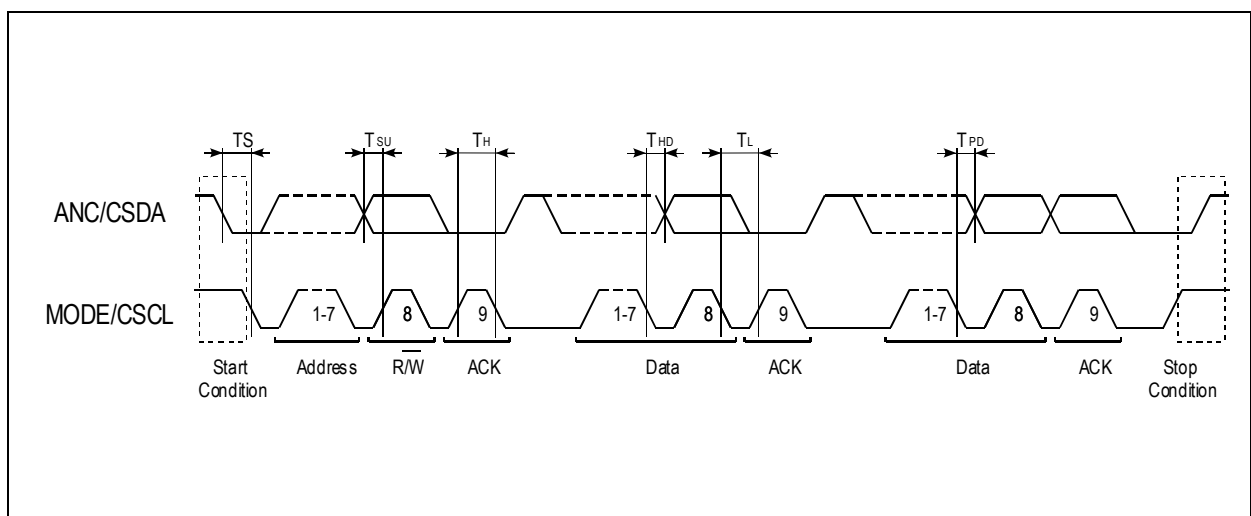 TS TSU TH THD TL TPD
ANC/CSDA
MODE/CSCL 1-7 8 9 1-7 8 9 1-7 8 9
Start Condition Address R/W ACK Data ACK Data ACK Stop Condition